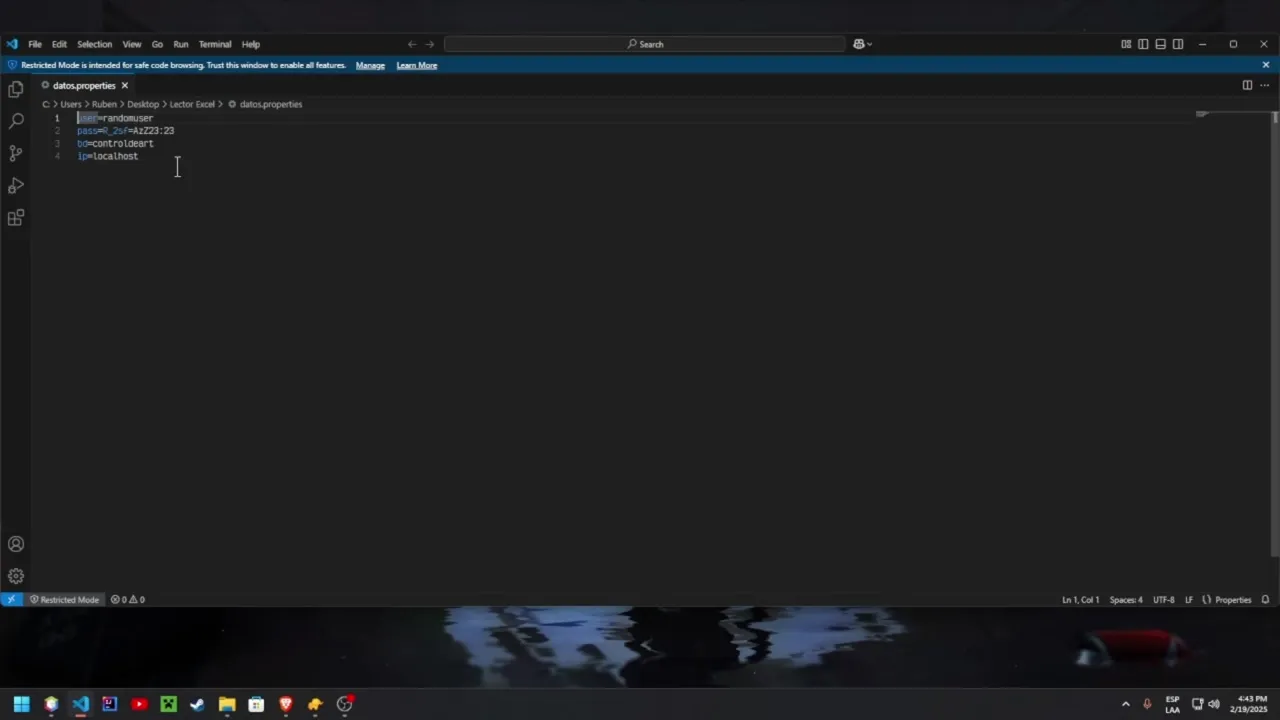 File Edit Selection View Go Run Terminal Help Search
Restricted Mode is intended for safe code browsing. Trust this window to enable all features. Manage Learn More
datos.properties
C: > Users > Ruben > Desktop > Lector Excel > datos.properties
1 user=randomuser
2 pass=R_2sf=AzZ23:23
3 bd=controldeart
4 ip=localhost
Restricted Mode 0 0 Ln 1, Col 1 Spaces: 4 UTF-8 LF Properties
ESP
LAA
4:43 PM
2/19/2025